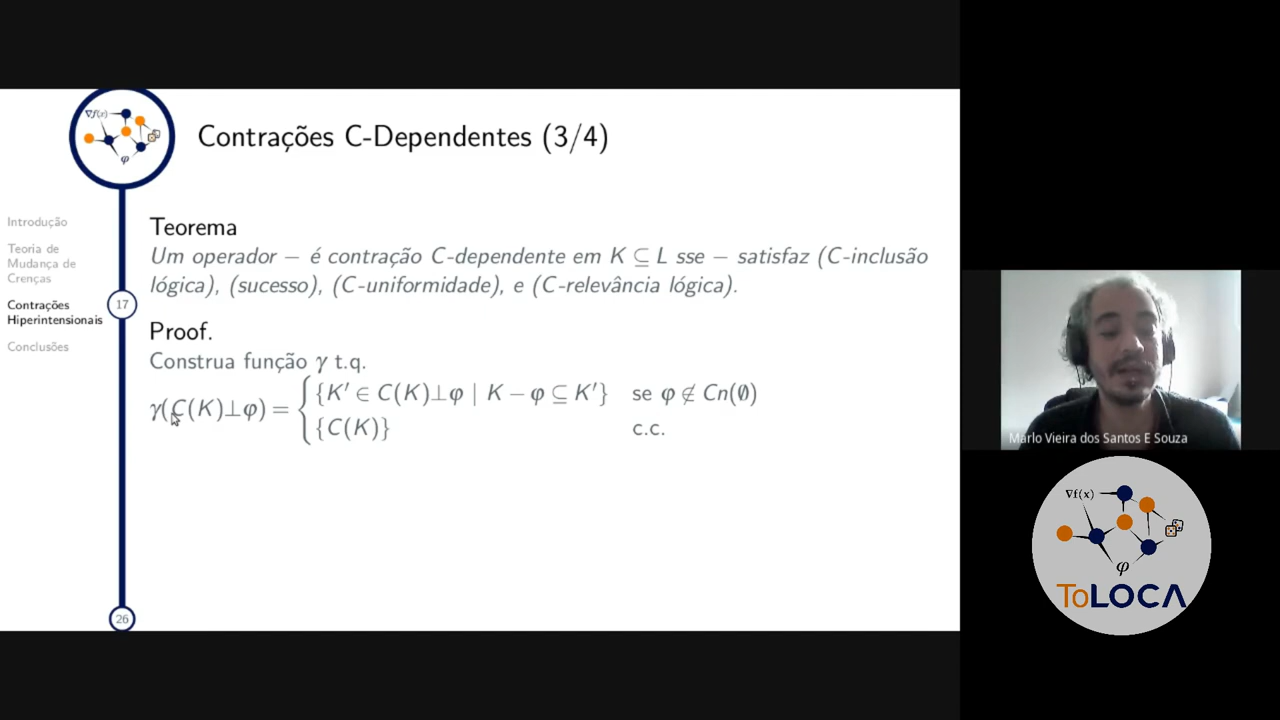 ∇f(x)
φ
Contrações C-Dependentes (3/4)
Introdução
Teoria de
Mudança de
Crenças
Contrações
Hiperintensionais
Conclusões
17
26
Teorema
Um operador − é contração C-dependente em K ⊆ L sse − satisfaz (C-inclusão
lógica), (sucesso), (C-uniformidade), e (C-relevância lógica).
Proof.
Construa função γ t.q.
γ(C(K)⊥φ) = { {K′ ∈ C(K)⊥φ | K − φ ⊆ K′} se φ ∉ Cn(∅)
{C(K)} c.c.
Marlo Vieira dos Santos E Souza
∇f(x)
φ
ToLOCA